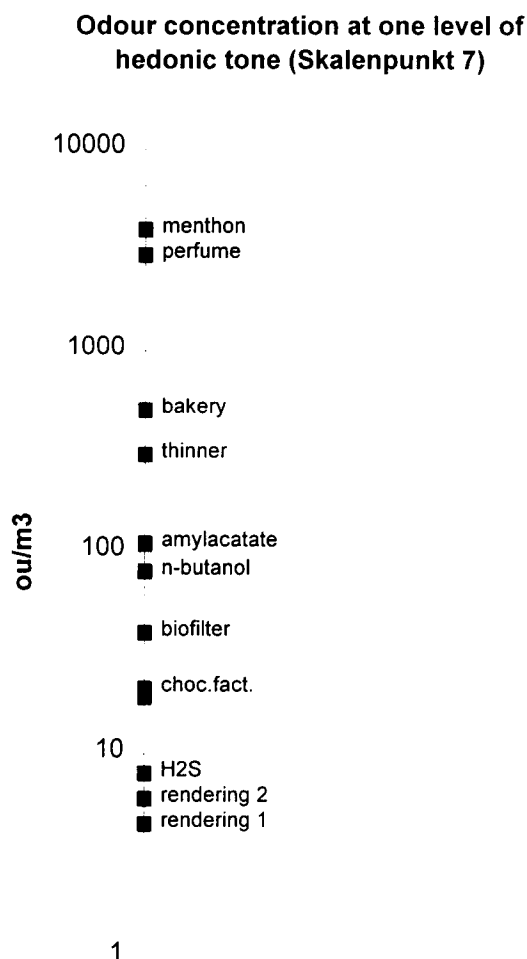 Odour concentration at one level of
hedonic tone (Skalenpunkt 7)
10000
menthon
perfume
1000
bakery
thinner
ou/m3
100
amylacatate
n-butanol
biofilter
choc.fact.
10
H2S
rendering 2
rendering 1
1